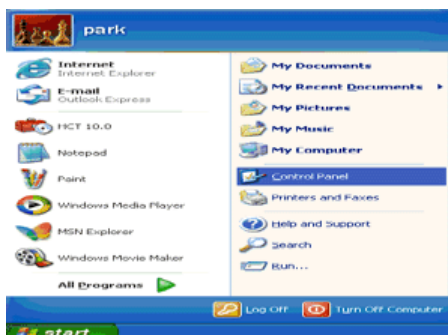 park
Internet
Internet Explorer
E-mail
Outlook Express
HCT 10.0
Notepad
Paint
Windows Media Player
MSN Explorer
Windows Movie Maker
All Programs
My Documents
My Recent Documents
My Pictures
My Music
My Computer
Control Panel
Printers and Faxes
Help and Support
Search
Run...
Log Off
Turn Off Computer
start